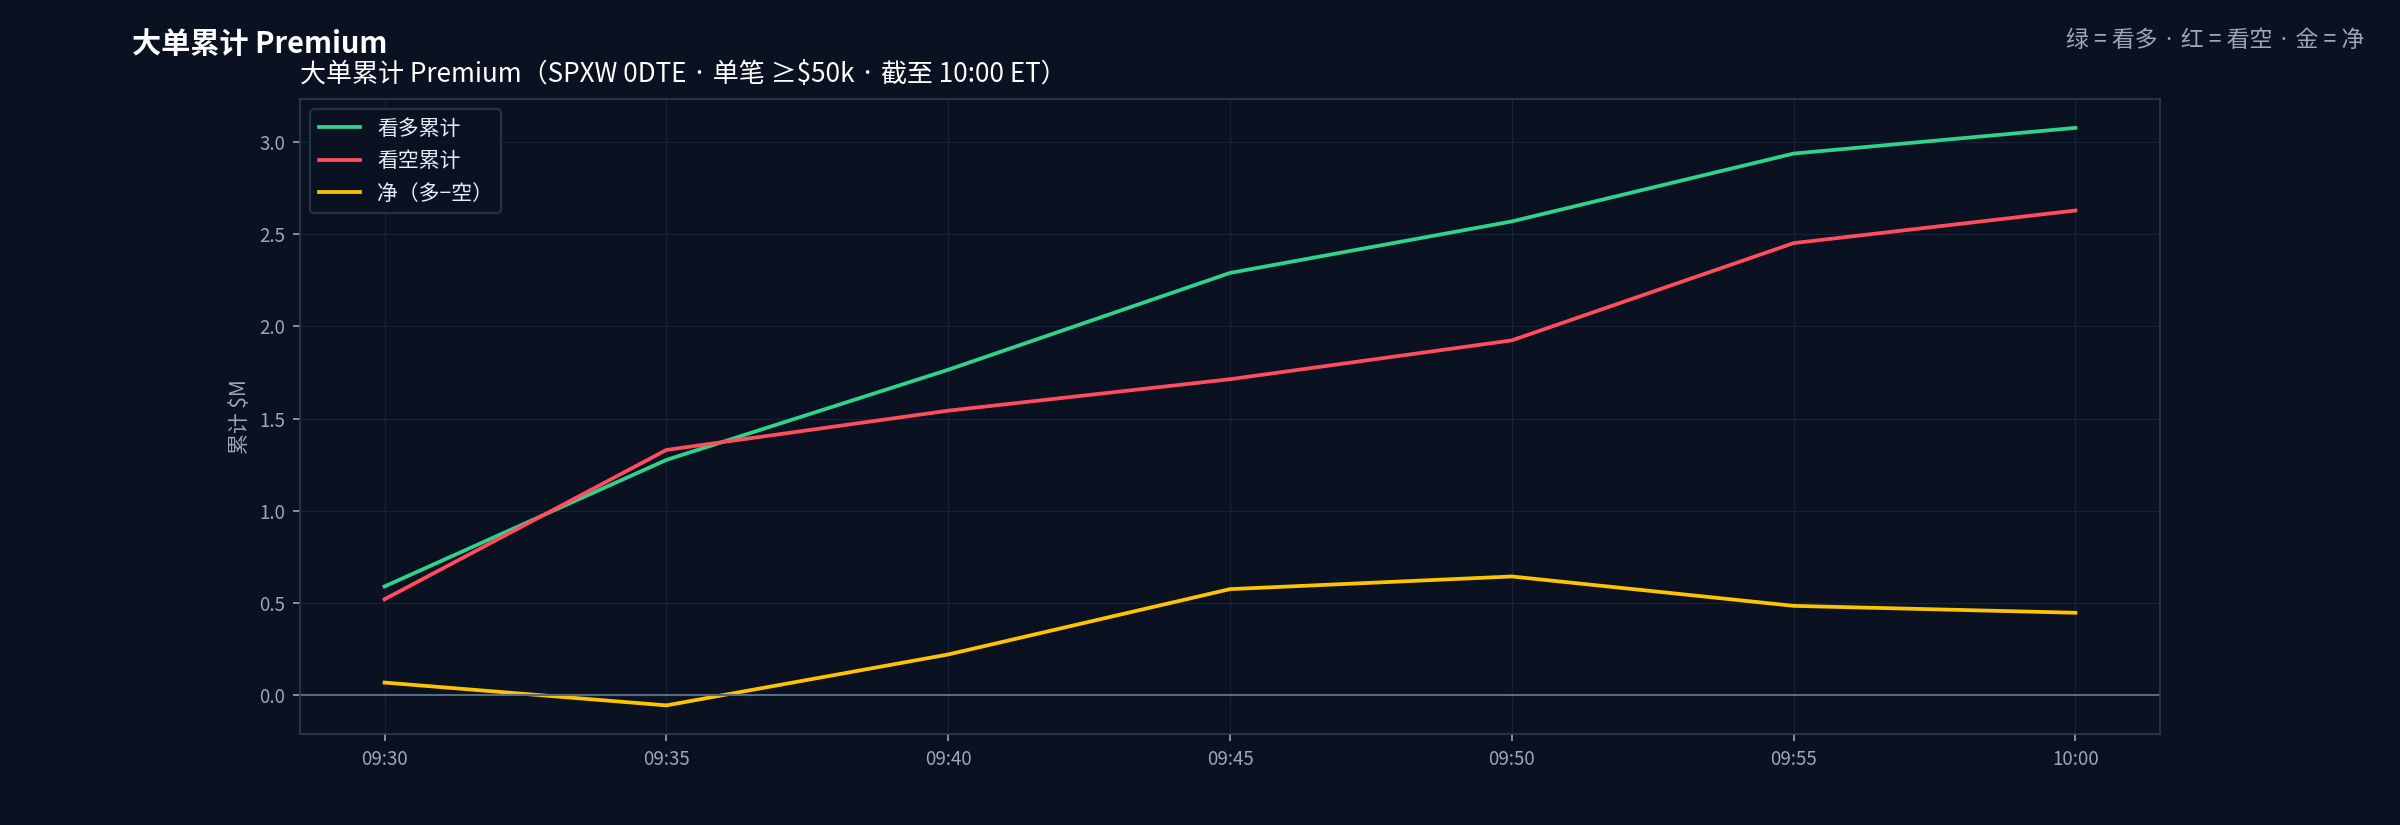 大单累计 Premium
绿 = 看多 · 红 = 看空 · 金 = 净
大单累计 Premium（SPXW 0DTE · 单笔 ≥$50k · 截至 10:00 ET）
看多累计
看空累计
净（多−空）
累计 $M
3.0
2.5
2.0
1.5
1.0
0.5
0.0
09:30
09:35
09:40
09:45
09:50
09:55
10:00